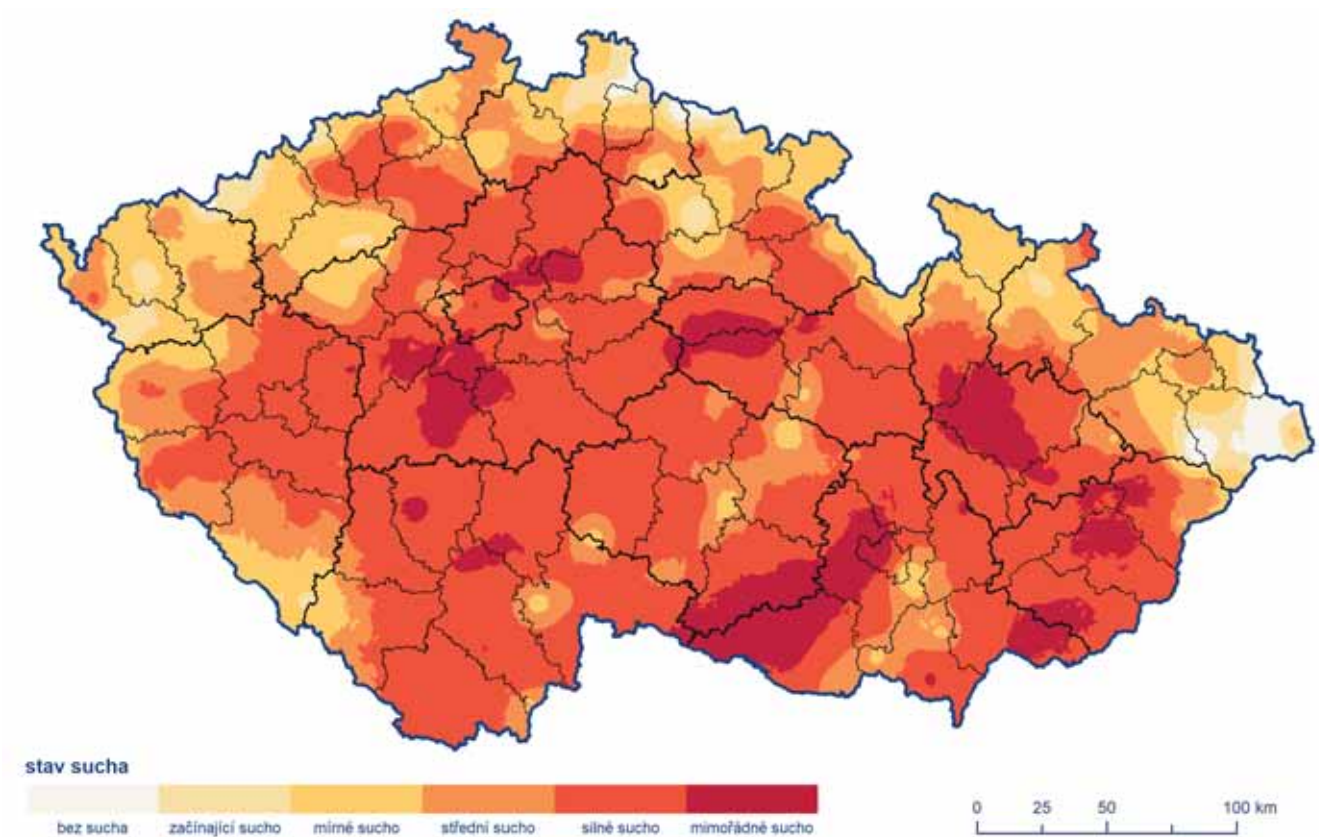 stav sucha
bez sucha začínající sucho mírné sucho střední sucho silné sucho mimořádné sucho
0 25 50 100 km